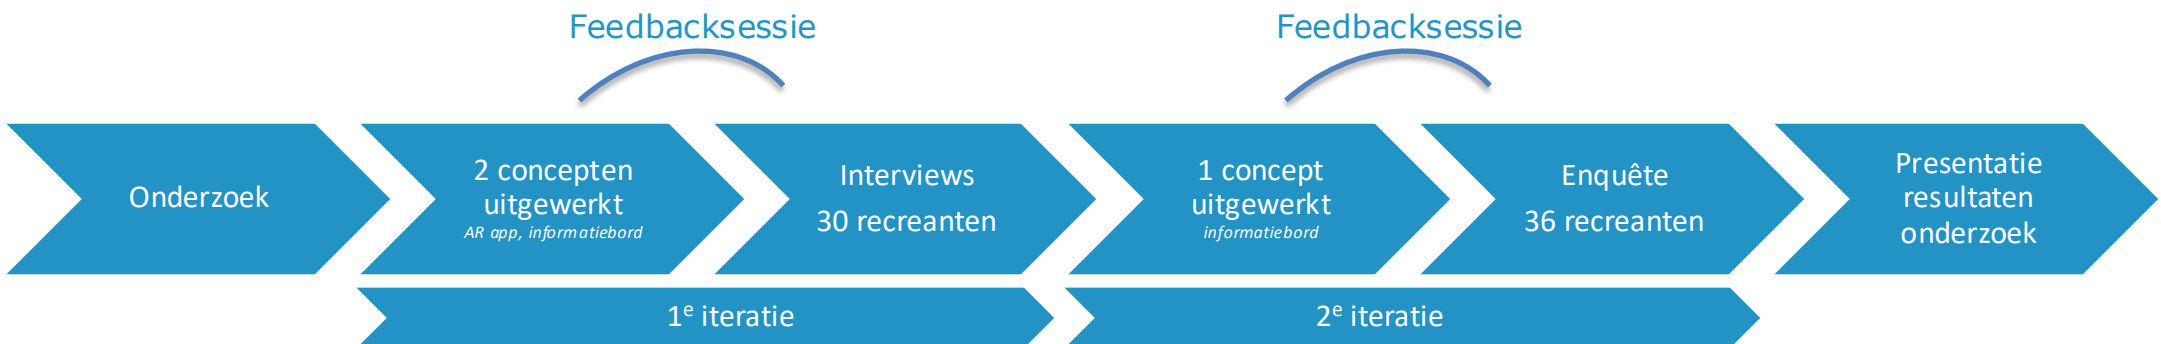 Feedbacksessie
Feedbacksessie
Onderzoek
2 concepten
uitgewerkt
AR app, informatiebord
Interviews
30 recreanten
1 concept
uitgewerkt
informatiebord
Enquête
36 recreanten
Presentatie
resultaten
onderzoek
1e iteratie
2e iteratie